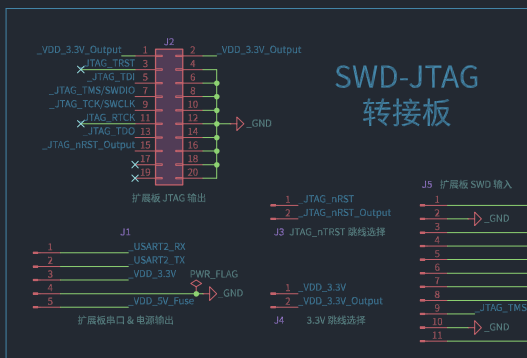 J2
_VDD_3.3V_Output 1 2 _VDD_3.3V_Output
_JTAG_TRST 3 4
_JTAG_TDI 5 6
_JTAG_TMS/SWDIO 7 8
_JTAG_TCK/SWCLK 9 10
_JTAG_RTCK 11 12 _GND
_JTAG_TDO 13 14
_JTAG_nRST_Output 15 16
17 18
19 20
扩展板 JTAG 输出
SWD-JTAG
转接板
J1
1 _USART2_RX
2 _USART2_TX
3 _VDD_3.3V
PWR_FLAG
4 _GND
5 _VDD_5V_Fuse
扩展板串口 & 电源输出
1 _JTAG_nRST
2 _JTAG_nRST_Output
J3 JTAG_nTRST 跳线选择
1 _VDD_3.3V
2 _VDD_3.3V_Output
J4 3.3V 跳线选择
J5 扩展板 SWD 输入
1
2 _GND
3
4
5
6
7
8
9 _JTAG_TMS
10 _GND
11